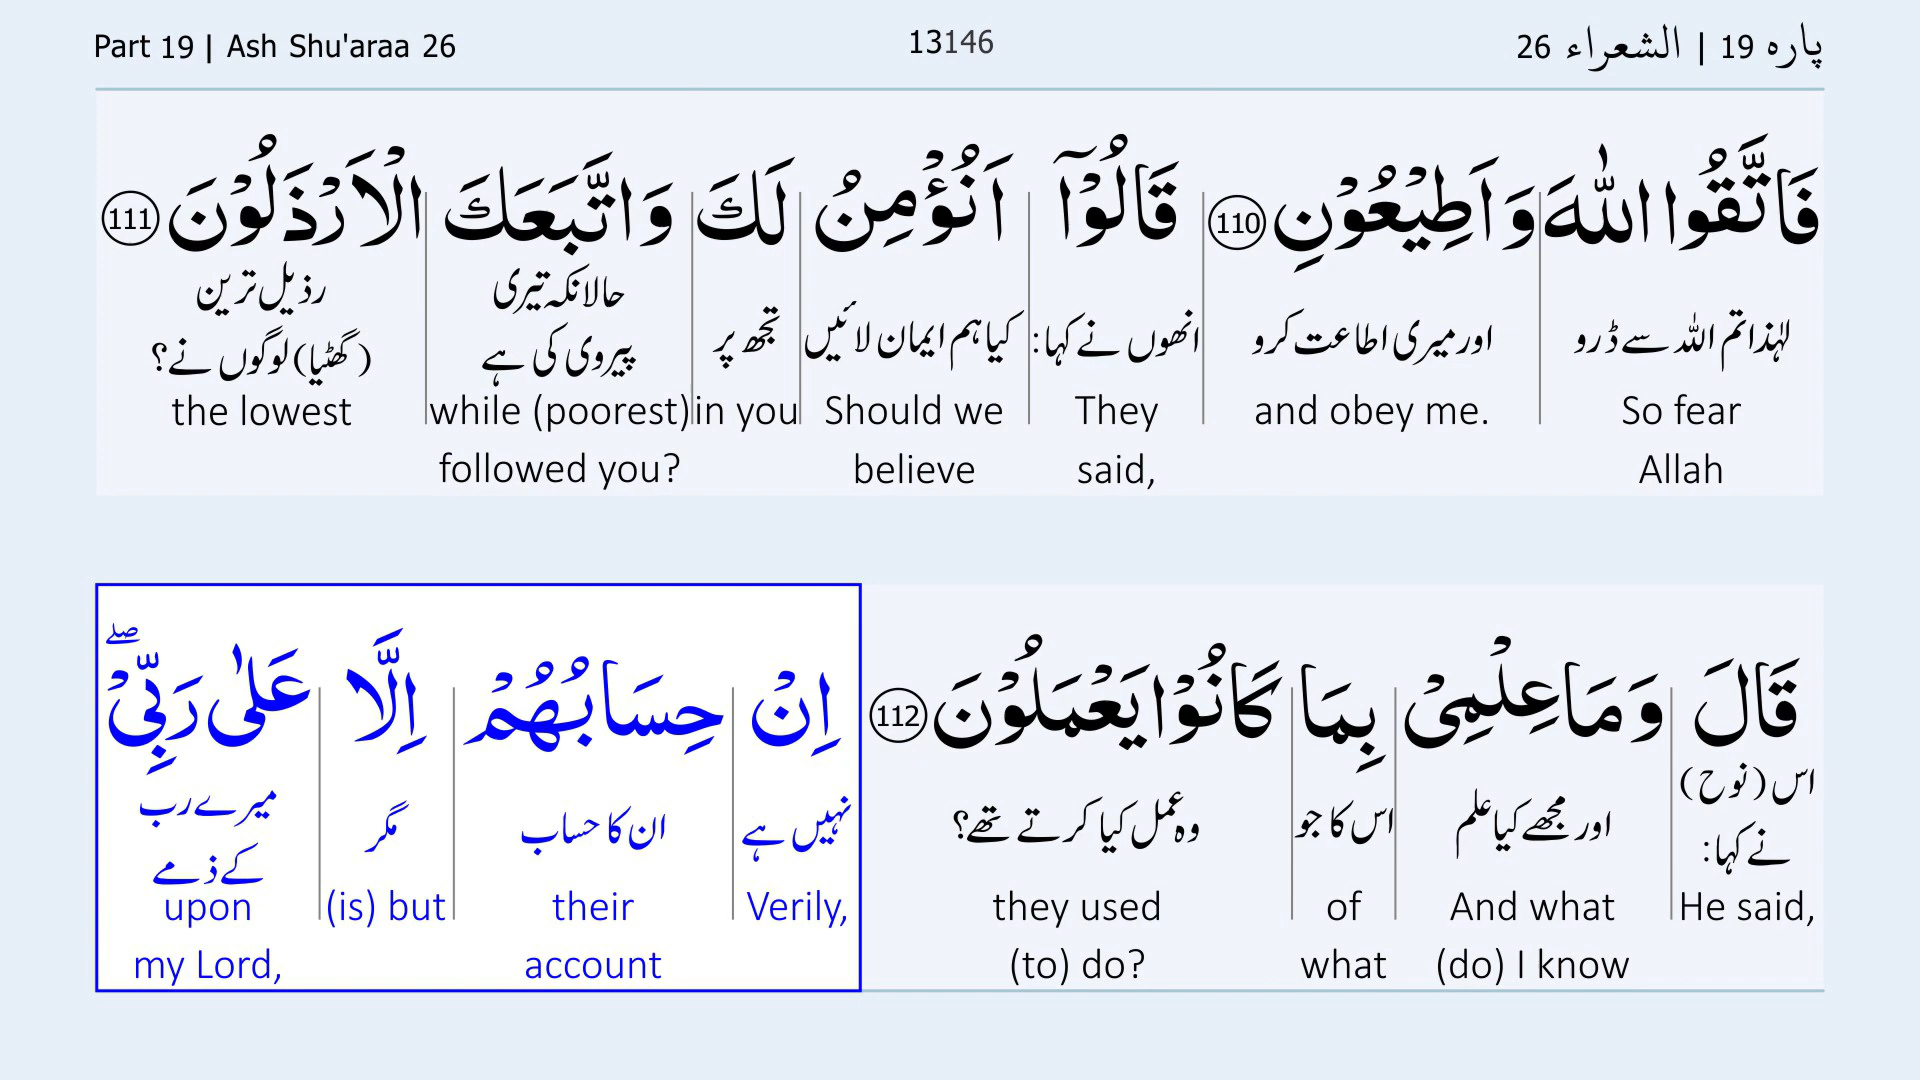 Part 19 | Ash Shu'araa 26
13146
پارہ 19 | الشعراء 26
فَاتَّقُوا اللّٰهَ وَاَطِيْعُوْنِ 110 قَالُوْٓا اَنُؤْمِنُ لَكَ وَاتَّبَعَكَ الْاَرْذَلُوْنَ 111
لہٰذا تم اللہ سے ڈرو اور میری اطاعت کرو انھوں نے کہا: کیا ہم ایمان لائیں تجھ پر حالانکہ تیری پیروی کی ہے رذیل ترین (گھٹیا) لوگوں نے؟
the lowest while (poorest) in you Should we They and obey me. So fear
followed you? believe said, Allah
قَالَ وَمَا عِلْمِيْ بِمَا كَانُوْا يَعْمَلُوْنَ 112 اِنْ حِسَابُهُمْ اِلَّا عَلٰى رَبِّيْ ۖ
اس (نوح) نے کہا: اور مجھے کیا علم اس کا جو وہ عمل کیا کرتے تھے؟ نہیں ہے ان کا حساب مگر میرے رب کے ذمے
upon (is) but their Verily, they used of And what He said,
my Lord, account (to) do? what (do) I know